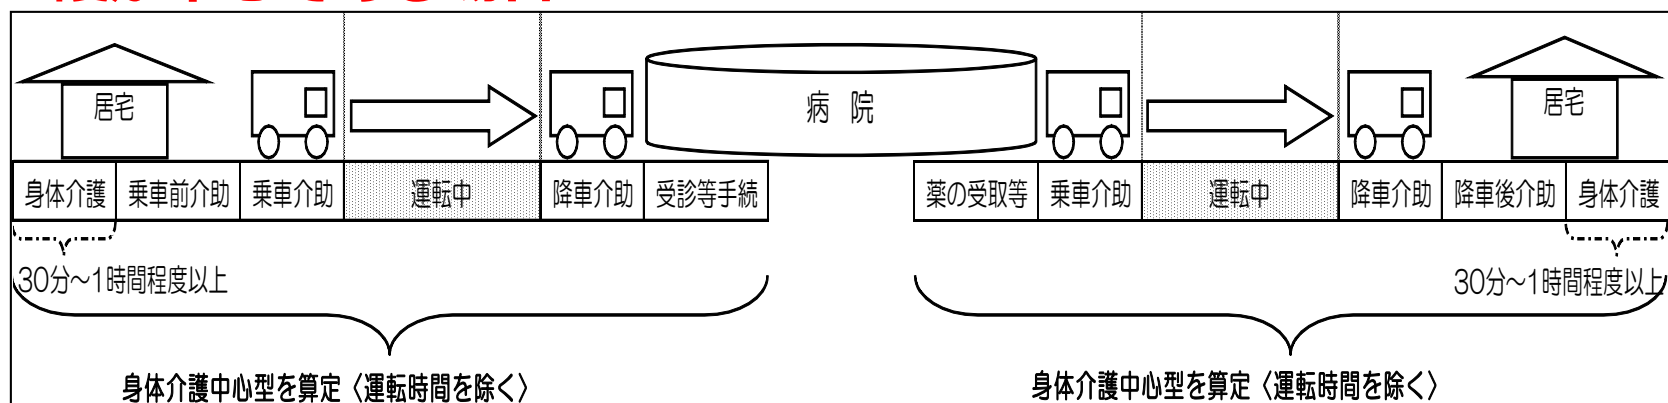 居宅
病 院
居宅
身体介護 乗車前介助 乗車介助 運転中 降車介助 受診等手続 薬の受取等 乗車介助 運転中 降車介助 降車後介助 身体介護
30分～1時間程度以上 30分～1時間程度以上
身体介護中心型を算定〈運転時間を除く〉 身体介護中心型を算定〈運転時間を除く〉